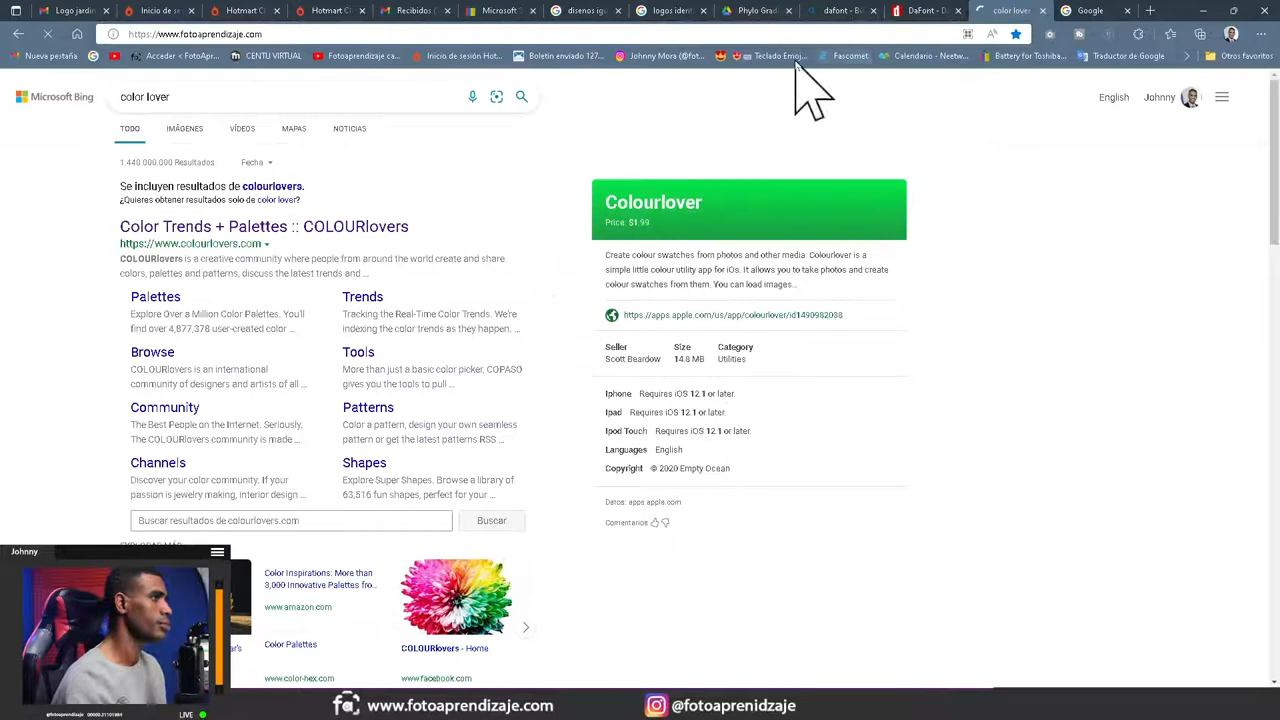 Logo jardin
Inicio de se
Hotmart C
Inicio de s
Hotmart C
Recibidos (
Microsoft S
disenos igu
logos identi
Phylo Gradi
dafont - Bu
DaFont - D
color lover
Google
https://www.fotoaprendizaje.com
Nueva pestaña
Acceder < FotoApr...
CENTU VIRTUAL
Fotoaprendizaje ca...
Inicio de sesión Hot...
Boletin enviado 127...
Johnny Mora (@fot...
Teclado Emoj...
Fascomet
Calendario - Neetw...
Battery for Toshiba...
Traductor de Google
Otros favoritos
Microsoft Bing
color lover
English
Johnny
TODO
IMÁGENES
VÍDEOS
MAPAS
NOTICIAS
1.440.000.000 Resultados
Fecha
Se incluyen resultados de colourlovers.
¿Quieres obtener resultados solo de color lover?
Color Trends + Palettes :: COLOURlovers
https://www.colourlovers.com
COLOURlovers is a creative community where people from around the world create and share
colors, palettes and patterns, discuss the latest trends and ...
Palettes
Explore Over a Million Color Palettes. You'll
find over 4,877,378 user-created color ...
Trends
Tracking the Real-Time Color Trends. We're
indexing the color trends as they happen. ...
Browse
COLOURlovers is an international
community of designers and artists of all ...
Tools
More than just a basic color picker, COPASO
gives you the tools to pull ...
Community
The Best People on the Internet. Seriously.
The COLOURlovers community is made ...
Patterns
Color a pattern, design your own seamless
pattern or get the latest patterns RSS ...
Channels
Discover your color community. If your
passion is jewelry making, interior design ...
Shapes
Explore Super Shapes. Browse a library of
63,516 fun shapes, perfect for your ...
Buscar resultados de colourlovers.com
Buscar
EXPLORAR MÁS
Color Inspirations: More than
3,000 Innovative Palettes fro...
www.amazon.com
Color Palettes
www.color-hex.com
COLOURlovers - Home
www.facebook.com
Colourlover
Price: $1.99
Create colour swatches from photos and other media. Colourlover is a
simple little colour utility app for iOs. It allows you to take photos and create
colour swatches from them. You can load images...
https://apps.apple.com/us/app/colourlover/id1490982038
Seller
Size
Category
Scott Beardow
14.8 MB
Utilities
Iphone Requires iOS 12.1 or later.
Ipad Requires iOS 12.1 or later.
Ipod Touch Requires iOS 12.1 or later.
Languages English
Copyright © 2020 Empty Ocean
Datos: apps.apple.com
Comentarios
Johnny
LIVE
www.fotoaprendizaje.com
@fotoaprenidzaje